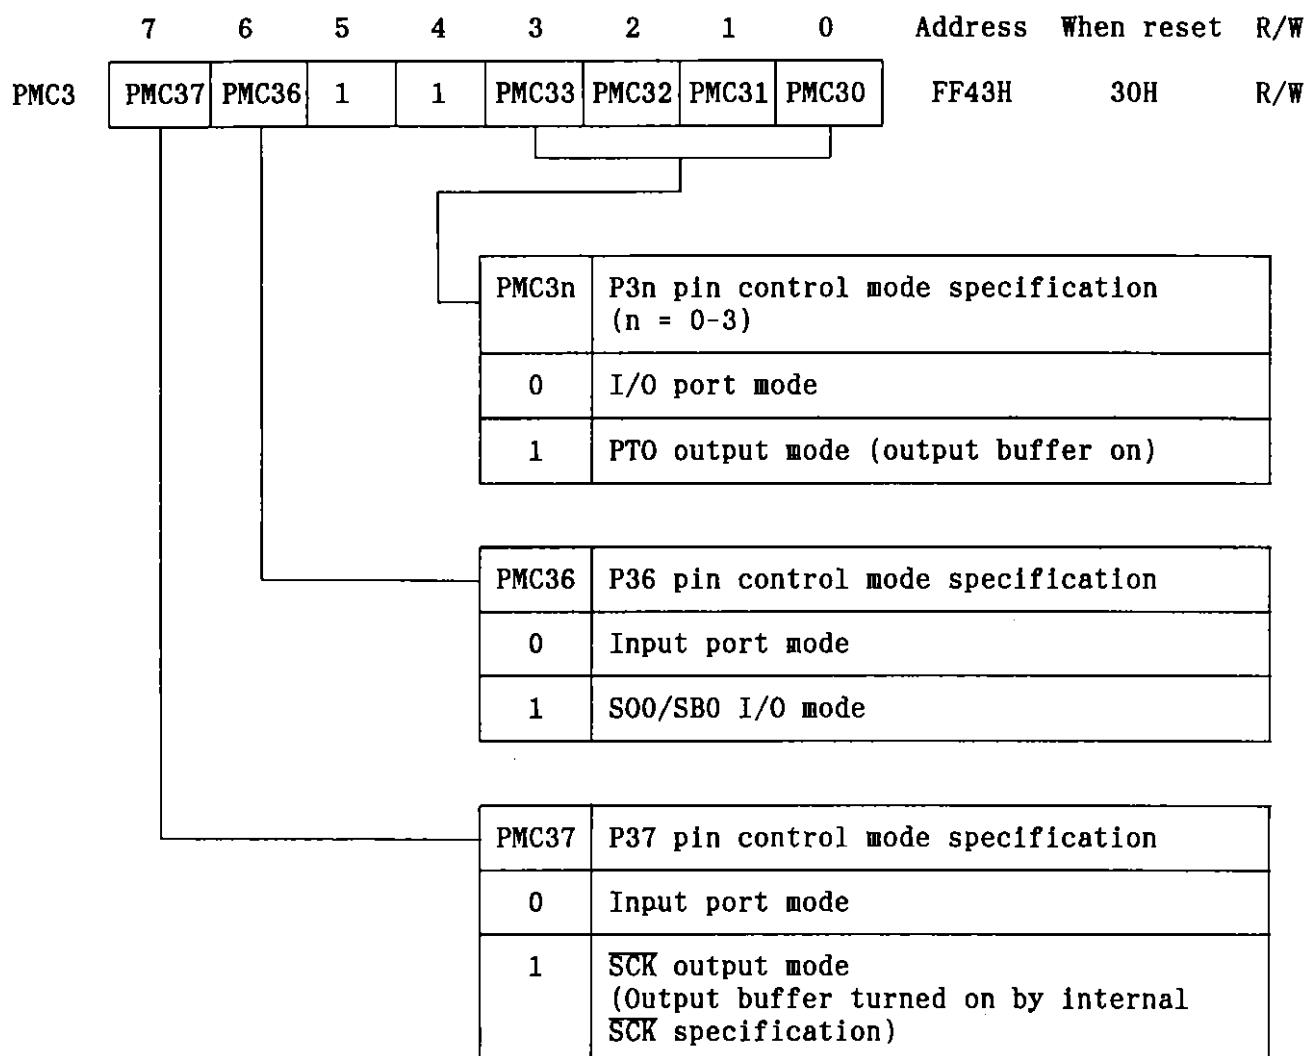 7 6 5 4 3 2 1 0 Address When reset R/W
PMC3 PMC37 PMC36 1 1 PMC33 PMC32 PMC31 PMC30 FF43H 30H R/W
PMC3n P3n pin control mode specification
(n = 0-3)
0 I/O port mode
1 PTO output mode (output buffer on)
PMC36 P36 pin control mode specification
0 Input port mode
1 SO0/SB0 I/O mode
PMC37 P37 pin control mode specification
0 Input port mode
1 S̅C̅K̅ output mode
(Output buffer turned on by internal
S̅C̅K̅ specification)